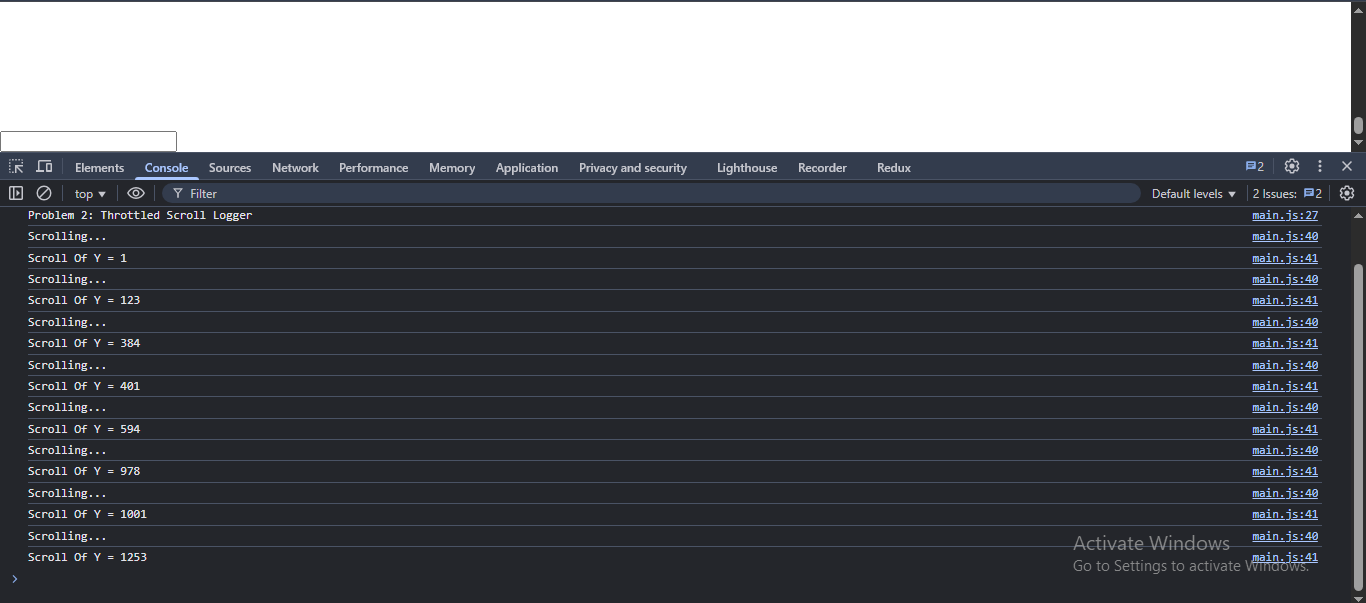 Elements Console Sources Network Performance Memory Application Privacy and security Lighthouse Recorder Redux 2
top Filter Default levels 2 Issues: 2
Problem 2: Throttled Scroll Logger main.js:27
Scrolling... main.js:40
Scroll Of Y = 1 main.js:41
Scrolling... main.js:40
Scroll Of Y = 123 main.js:41
Scrolling... main.js:40
Scroll Of Y = 384 main.js:41
Scrolling... main.js:40
Scroll Of Y = 401 main.js:41
Scrolling... main.js:40
Scroll Of Y = 594 main.js:41
Scrolling... main.js:40
Scroll Of Y = 978 main.js:41
Scrolling... main.js:40
Scroll Of Y = 1001 main.js:41
Scrolling... main.js:40
Scroll Of Y = 1253 main.js:41
Activate Windows
Go to Settings to activate Windows.